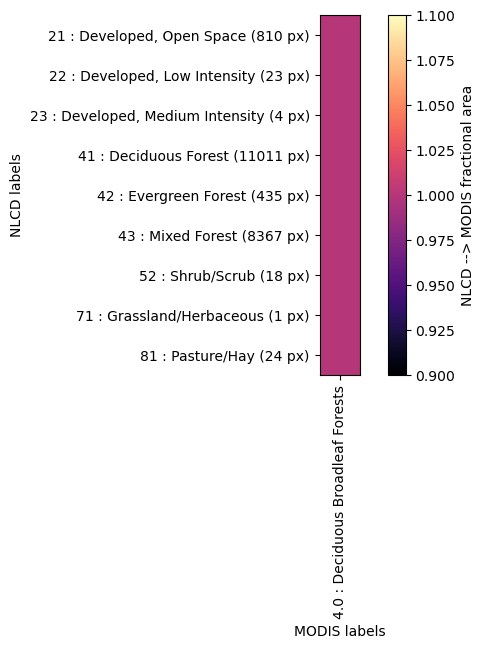 21 : Developed, Open Space (810 px)
22 : Developed, Low Intensity (23 px)
23 : Developed, Medium Intensity (4 px)
41 : Deciduous Forest (11011 px)
42 : Evergreen Forest (435 px)
43 : Mixed Forest (8367 px)
52 : Shrub/Scrub (18 px)
71 : Grassland/Herbaceous (1 px)
81 : Pasture/Hay (24 px)
NLCD labels
4.0 : Deciduous Broadleaf Forests
MODIS labels
1.100
1.075
1.050
1.025
1.000
0.975
0.950
0.925
0.900
NLCD --> MODIS fractional area